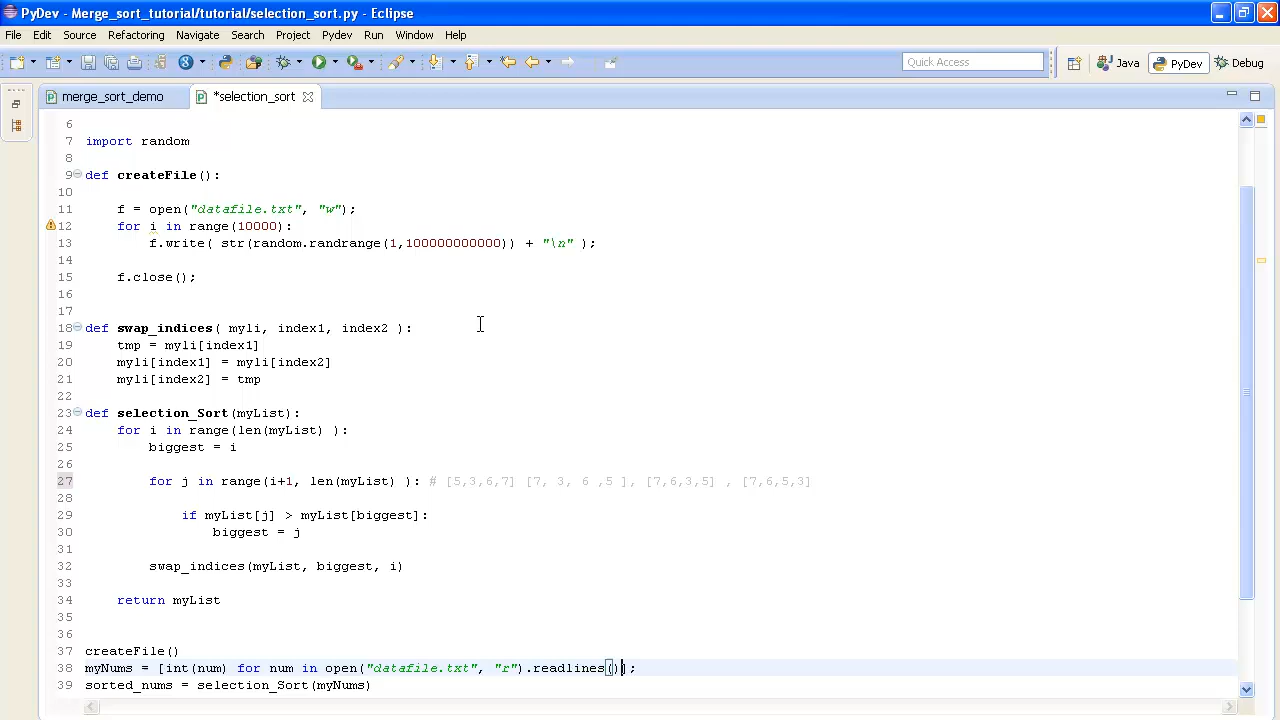 PyDev - Merge_sort_tutorial/tutorial/selection_sort.py - Eclipse
File Edit Source Refactoring Navigate Search Project Pydev Run Window Help
Quick Access Java PyDev Debug
merge_sort_demo *selection_sort
6
7 import random
8
9 def createFile():
10
11 f = open("datafile.txt", "w");
12 for i in range(10000):
13 f.write( str(random.randrange(1,100000000000)) + "\n" );
14
15 f.close();
16
17
18 def swap_indices( myli, index1, index2 ):
19 tmp = myli[index1]
20 myli[index1] = myli[index2]
21 myli[index2] = tmp
22
23 def selection_Sort(myList):
24 for i in range(len(myList) ):
25 biggest = i
26
27 for j in range(i+1, len(myList) ): # [5,3,6,7] [7, 3, 6 ,5 ], [7,6,3,5] , [7,6,5,3]
28
29 if myList[j] > myList[biggest]:
30 biggest = j
31
32 swap_indices(myList, biggest, i)
33
34 return myList
35
36
37 createFile()
38 myNums = [int(num) for num in open("datafile.txt", "r").readlines()];
39 sorted_nums = selection_Sort(myNums)